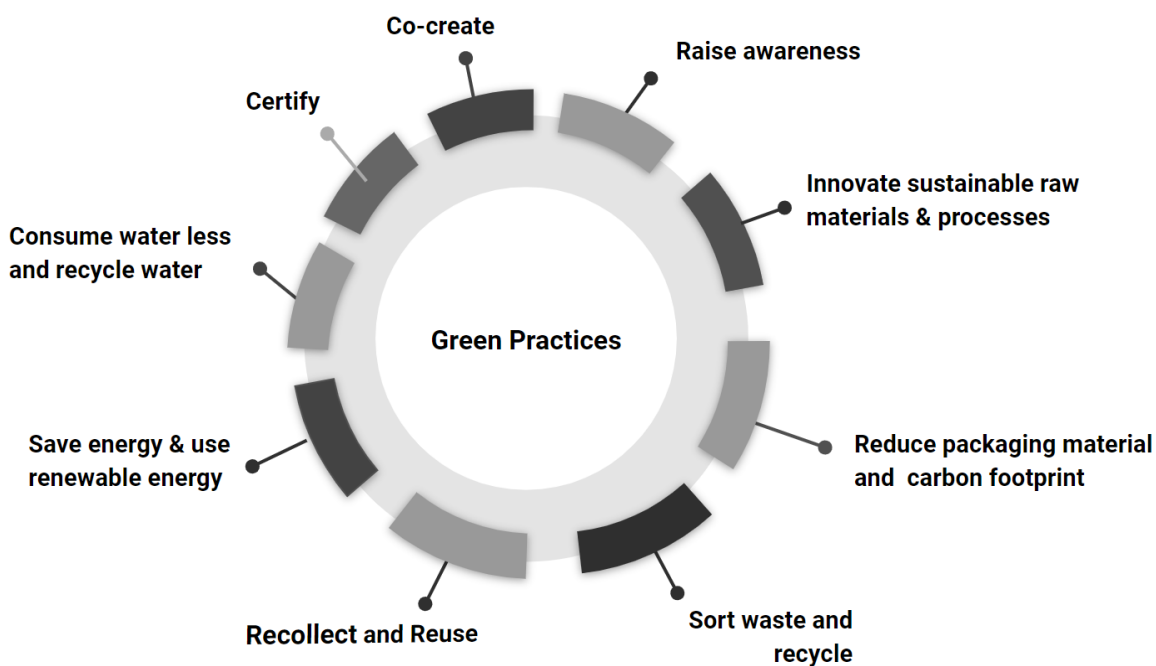 Co-create
Raise awareness
Certify
Innovate sustainable raw
materials & processes
Consume water less
and recycle water
Green Practices
Save energy & use
renewable energy
Reduce packaging material
and  carbon footprint
Recollect and Reuse
Sort waste and
recycle